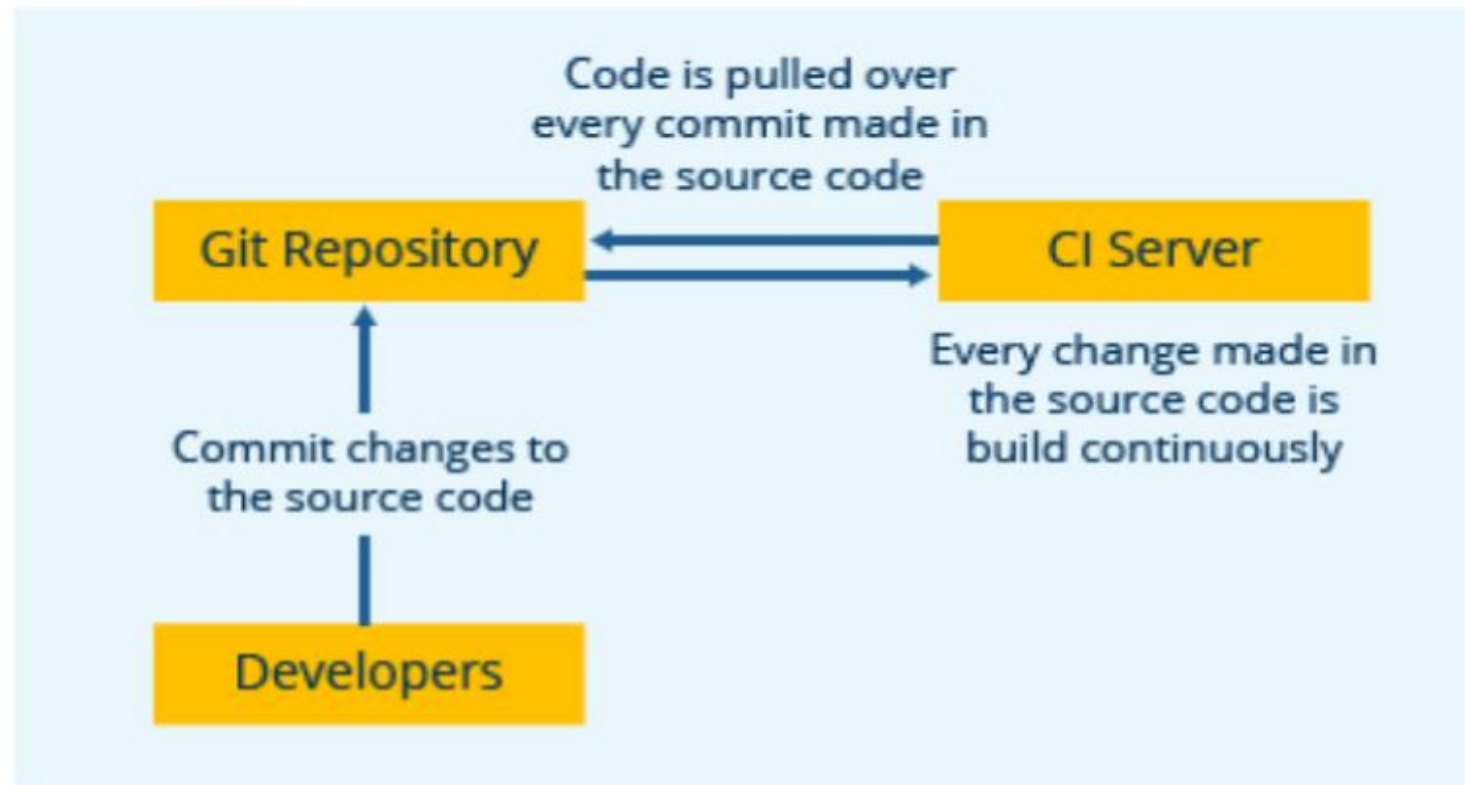 Code is pulled over
every commit made in
the source code
Git Repository
CI Server
Every change made in
the source code is
build continuously
Commit changes to
the source code
Developers